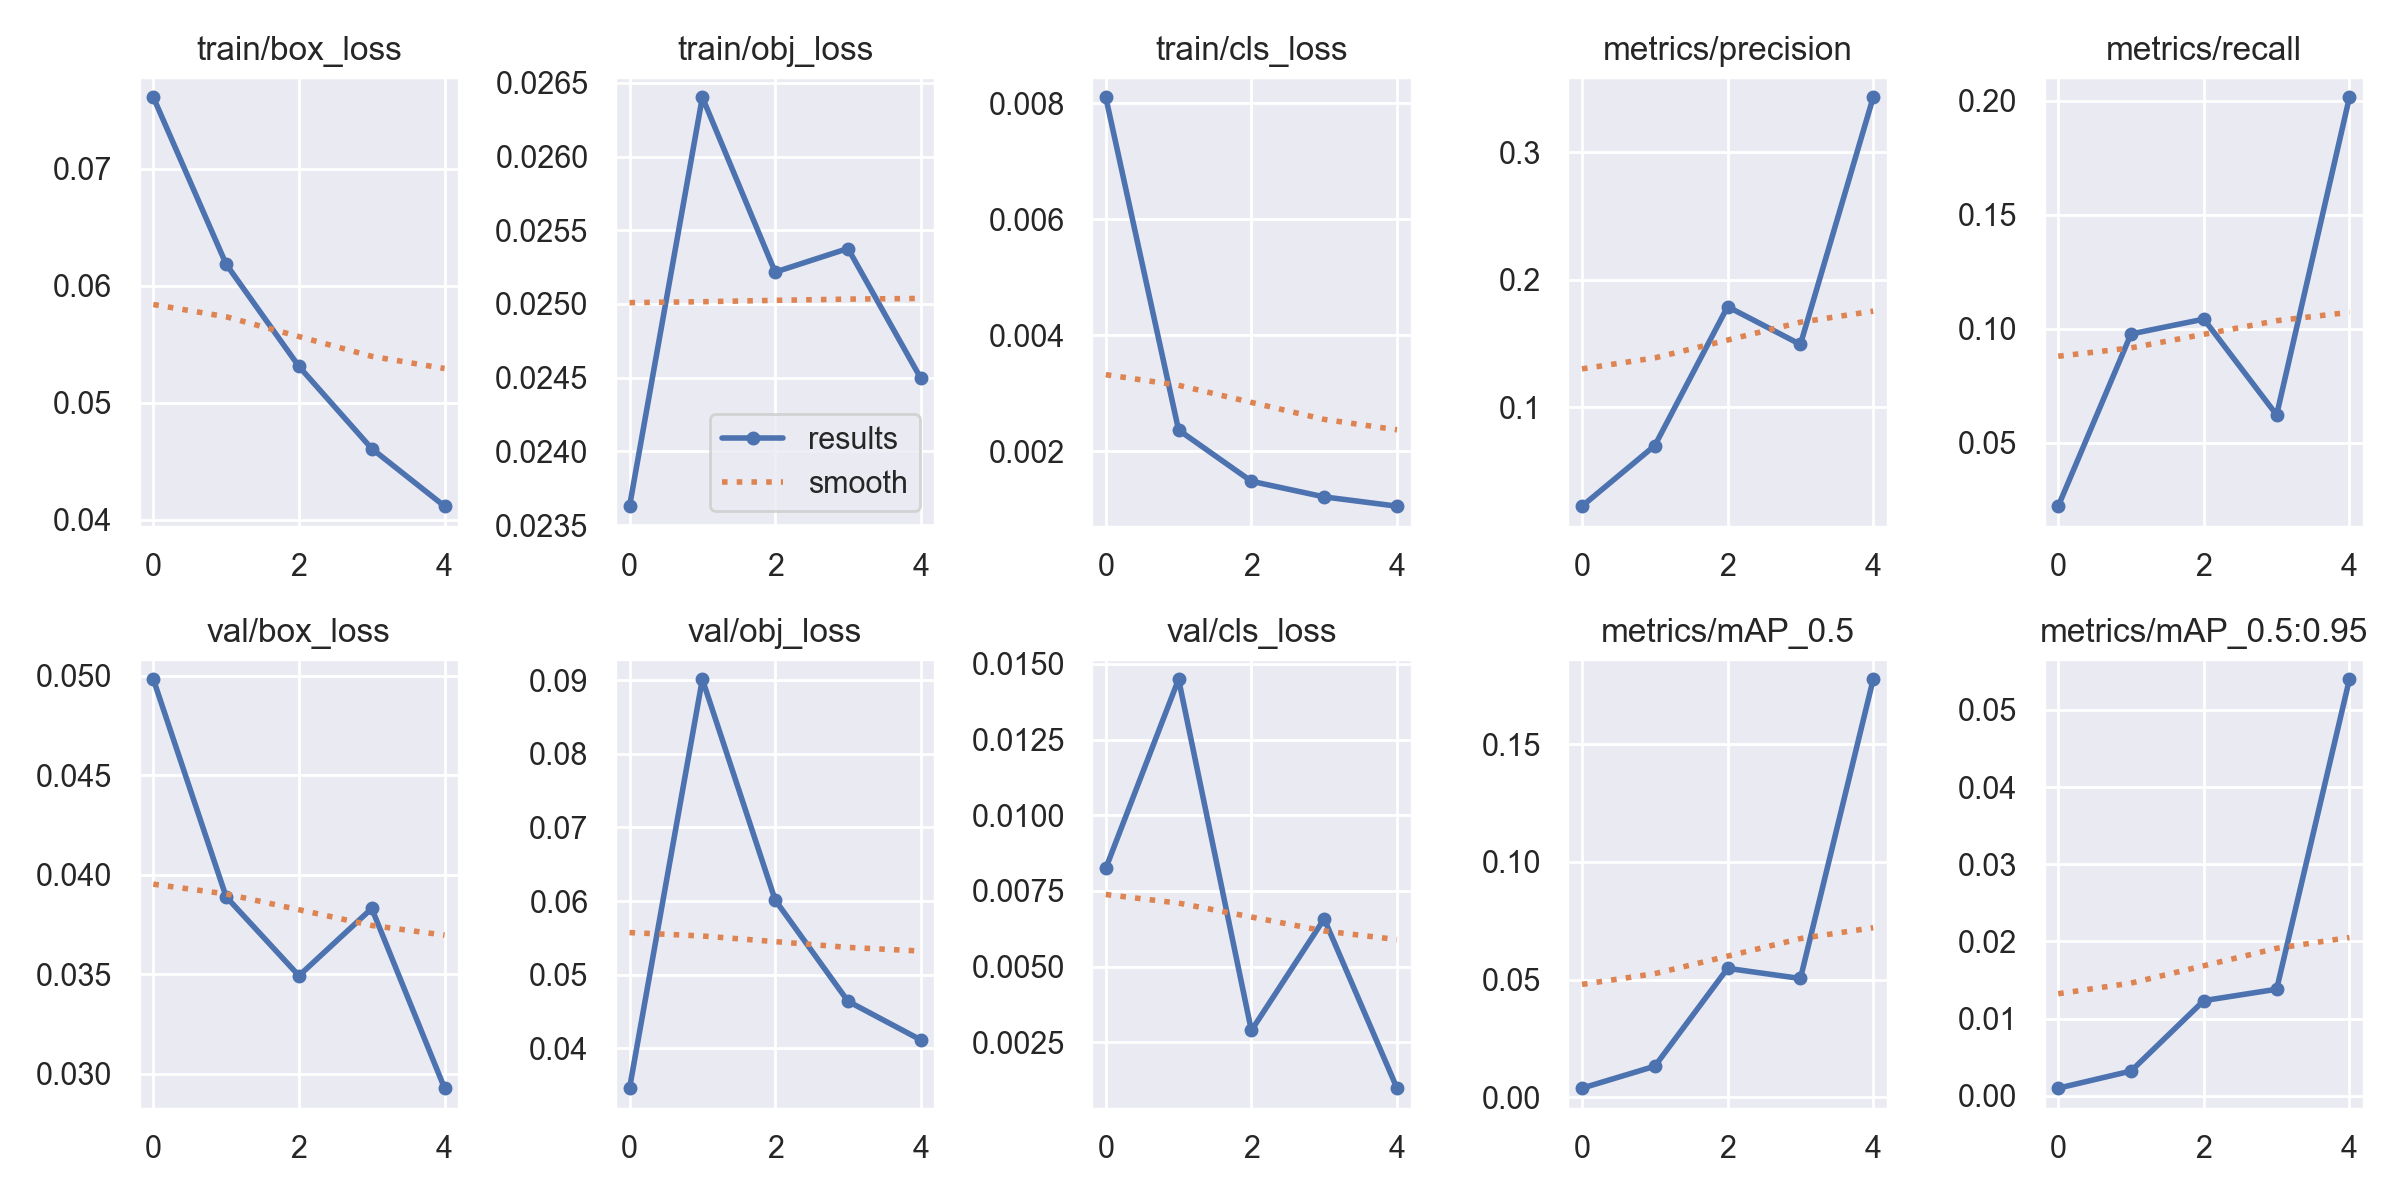 train/box_loss
0.07
0.06
0.05
0.04
0 2 4
train/obj_loss
0.0265
0.0260
0.0255
0.0250
0.0245
0.0240
0.0235
results
smooth
0 2 4
train/cls_loss
0.008
0.006
0.004
0.002
0 2 4
metrics/precision
0.3
0.2
0.1
0 2 4
metrics/recall
0.20
0.15
0.10
0.05
0 2 4
val/box_loss
0.050
0.045
0.040
0.035
0.030
0 2 4
val/obj_loss
0.09
0.08
0.07
0.06
0.05
0.04
0 2 4
val/cls_loss
0.0150
0.0125
0.0100
0.0075
0.0050
0.0025
0 2 4
metrics/mAP_0.5
0.15
0.10
0.05
0.00
0 2 4
metrics/mAP_0.5:0.95
0.05
0.04
0.03
0.02
0.01
0.00
0 2 4